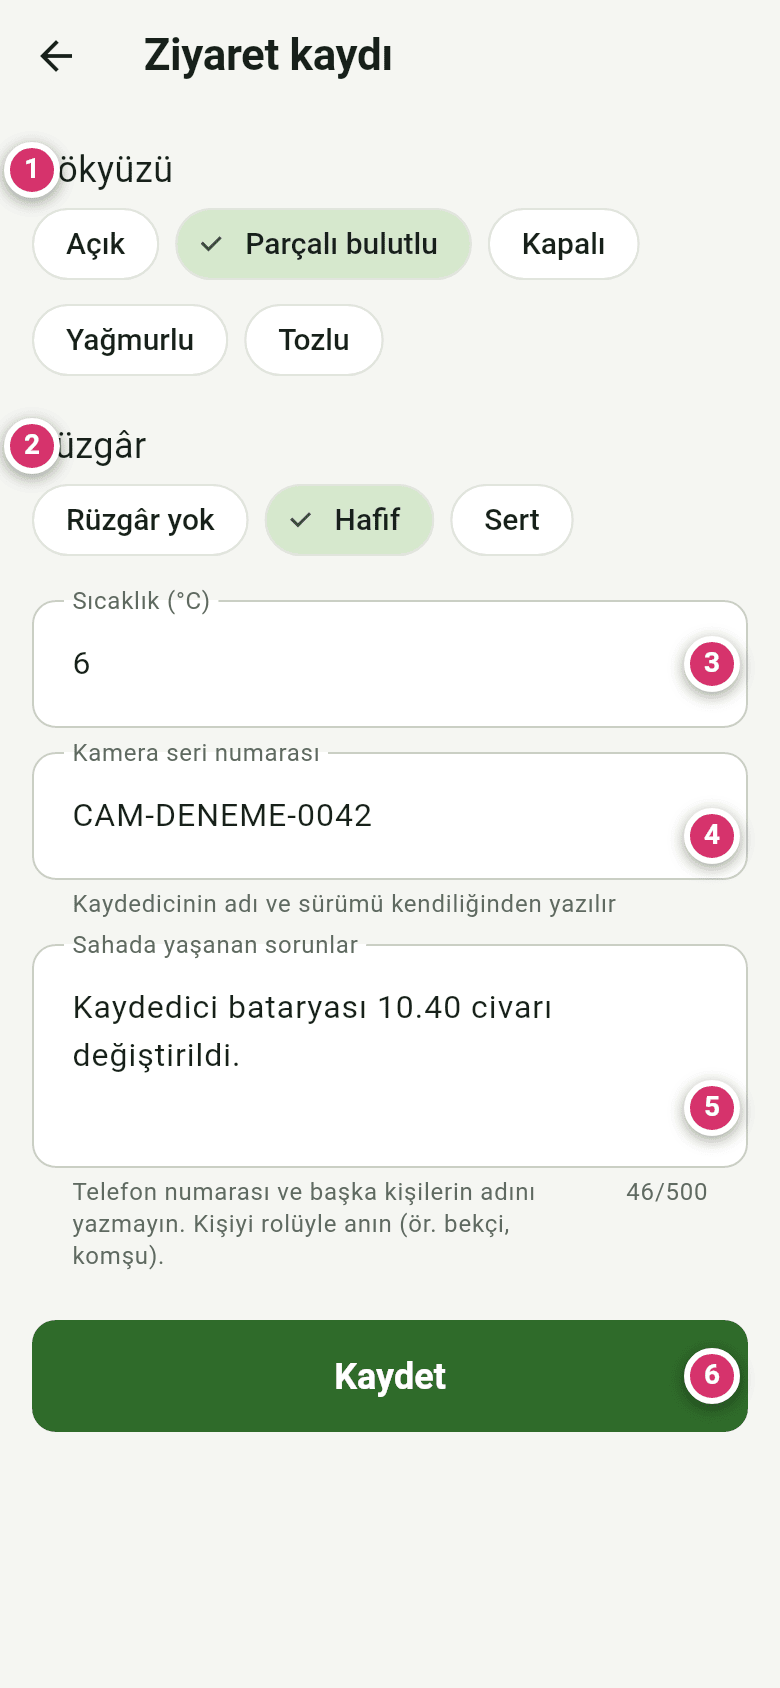 Ziyaret kaydı
1
ökyüzü
Açık
Parçalı bulutlu
Kapalı
Yağmurlu
Tozlu
2
üzgâr
Rüzgâr yok
Hafif
Sert
Sıcaklık (°C)
6
3
Kamera seri numarası
CAM-DENEME-0042
4
Kaydedicinin adı ve sürümü kendiliğinden yazılır
Sahada yaşanan sorunlar
Kaydedici bataryası 10.40 civarı
değiştirildi.
5
Telefon numarası ve başka kişilerin adını
yazmayın. Kişiyi rolüyle anın (ör. bekçi,
komşu).
46/500
Kaydet
6